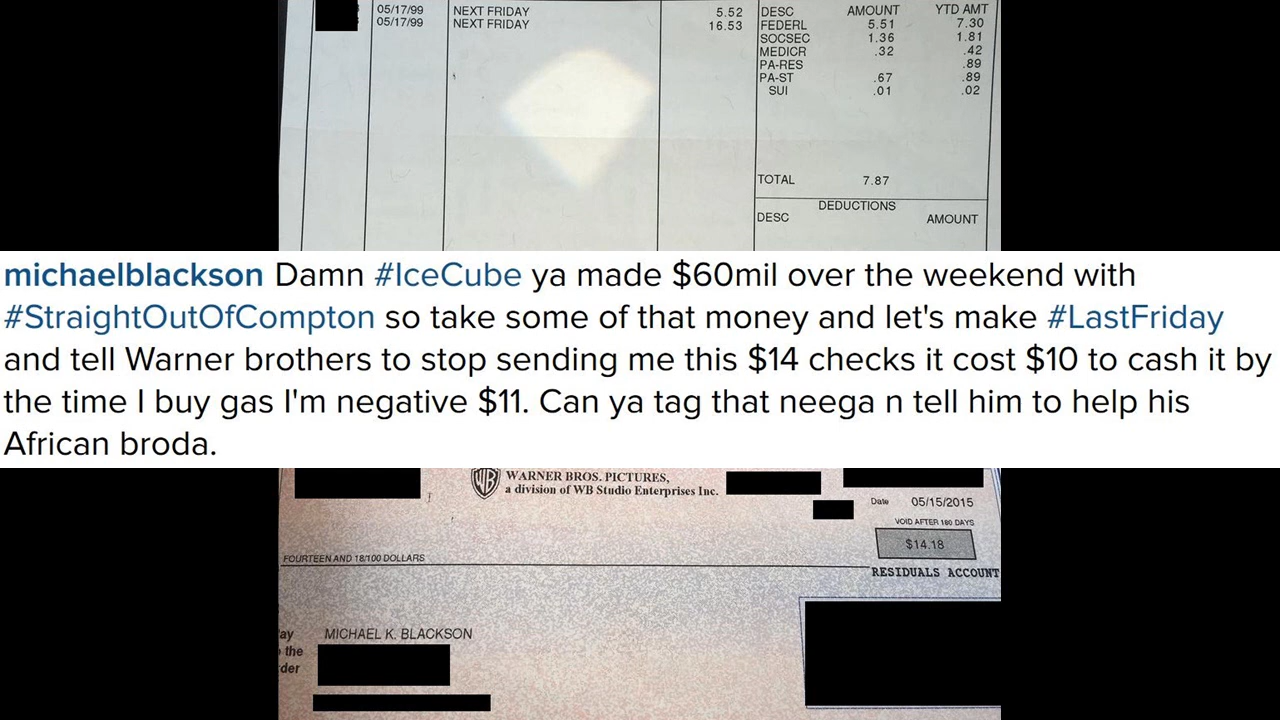 05/17/99 NEXT FRIDAY 5.52
05/17/99 NEXT FRIDAY 16.53
DESC AMOUNT YTD AMT
FEDERL 5.51 7.30
SOCSEC 1.36 1.81
MEDICR .32 .42
PA-RES .89
PA-ST .67 .89
SUI .01 .02
TOTAL 7.87
DEDUCTIONS
DESC AMOUNT
michaelblackson Damn #IceCube ya made $60mil over the weekend with
#StraightOutOfCompton so take some of that money and let's make #LastFriday
and tell Warner brothers to stop sending me this $14 checks it cost $10 to cash it by
the time I buy gas I'm negative $11. Can ya tag that neega n tell him to help his
African broda.
WB WARNER BROS. PICTURES,
a division of WB Studio Enterprises Inc.
Date 05/15/2015
VOID AFTER 180 DAYS
$14.18
FOURTEEN AND 18/100 DOLLARS
RESIDUALS ACCOUNT
ay MICHAEL K. BLACKSON
the
der